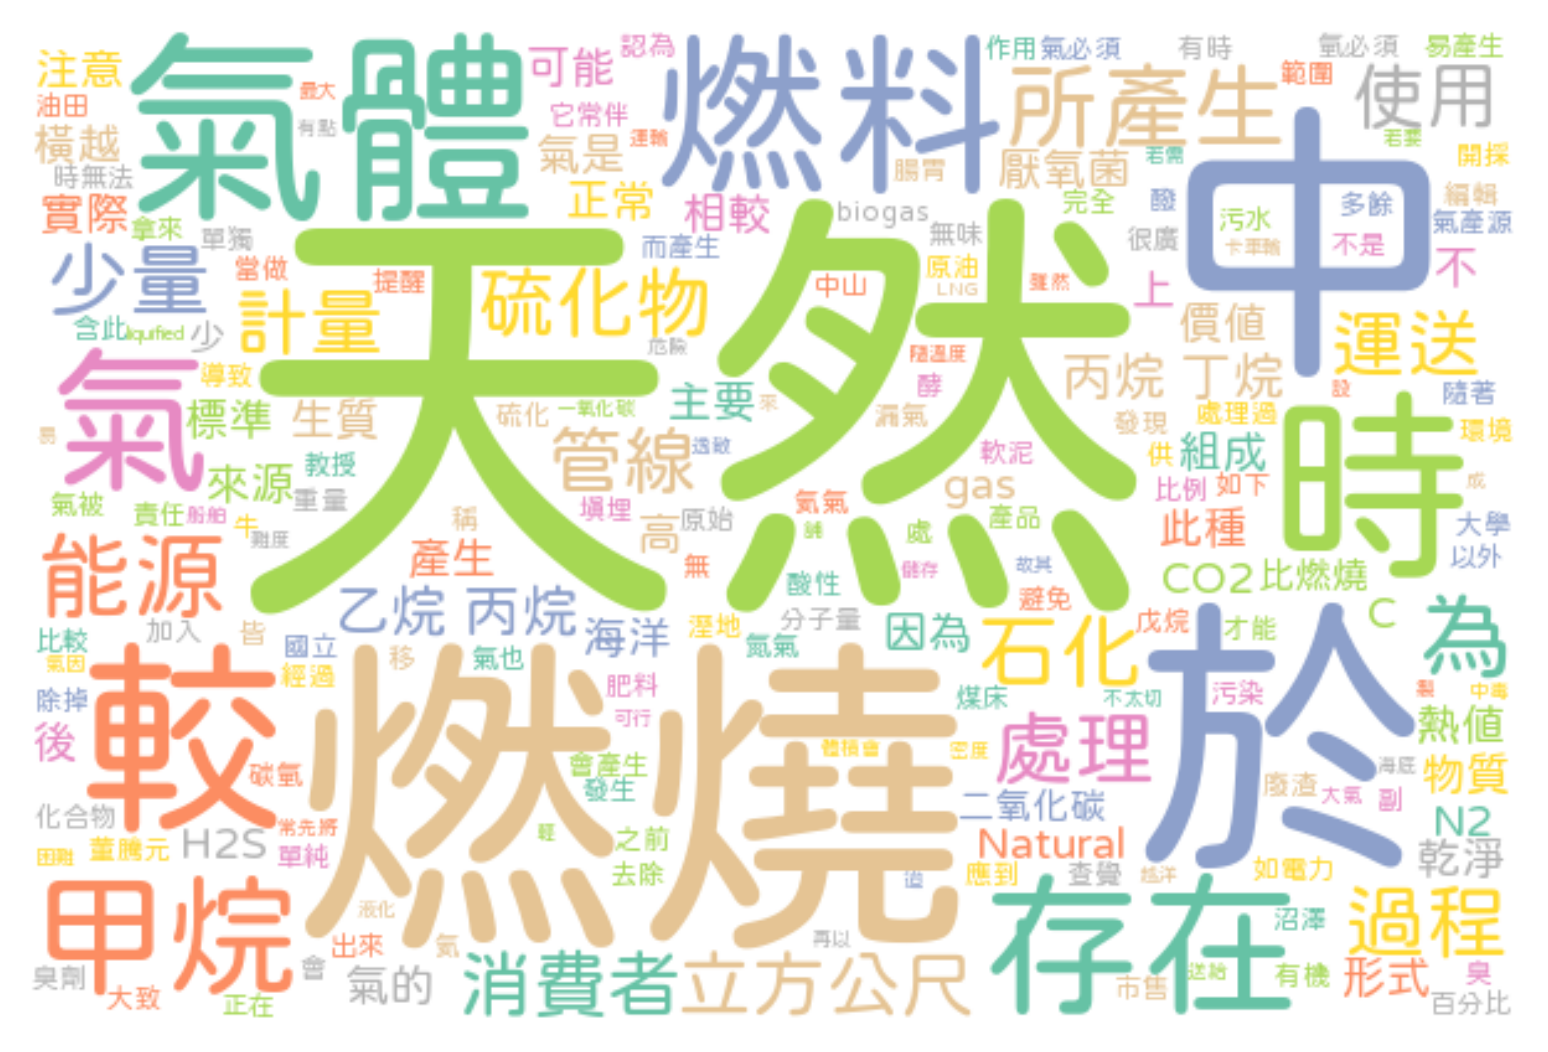 注意
氣體
可能
認為
燃料
作用
氣必須
有時
氫必須
易產生
油田
最大
有點
它常伴
運輸
所產生
範圍
使用
橫越
氣是
腸胃
厭氧菌
若需
中
若要
開採
時無法
實際
拿來
單獨
正常
相較
biogas
完全
醱
污水
多餘
編輯
氣產源
少量
當做
提醒
而產生
無味
很廣
卡車輸
不是
不
天然
計量
硫化物
中山
原油
LNG
雖然
上
價值
運送
含此
liquified
少
危險
隨溫度
氣
導致
標準
生質
硫化
一氧化碳
主要
來
酵
漏氣
丙烷 丁烷
發現
處理過
設
隨著
時
環境
易
來源
教授
管線
逸散
軟泥
供
組成
gas
比例
如下
成
氣被
責任
船舶
牛
重量
難度
稱
填埋
高
原始
氦氣
舖
處
產品
此種
大學
以外
能源
產生
無
酸性
儲存
故其
CO2
比燃燒
加入
皆
乙烷 丙烷
海洋
溼地
分子量
避免
戊烷
因為
石化
C
才能
為
比較
氫因
國立
經過
移
氣也
氮氣
於
除掉
後
較
燃燒
肥料
可行
煤床
不太切
污染
製
中毒
熱值
碳氫
會產生
發生
體積會
密度
處理
海底
物質
化合物
二氧化碳
廢渣
大氣
副
N2
困難
董騰元
H2S
常先將
單純
輕
之前
去除
Natural
查覺
越洋
如電力
乾淨
應到
甲烷
液化
存在
沼澤
過程
出來
氦
再以
臭劑
大致
正在
會
氣的
消費者
立方公尺
市售
送給
有機
形式
臭
百分比